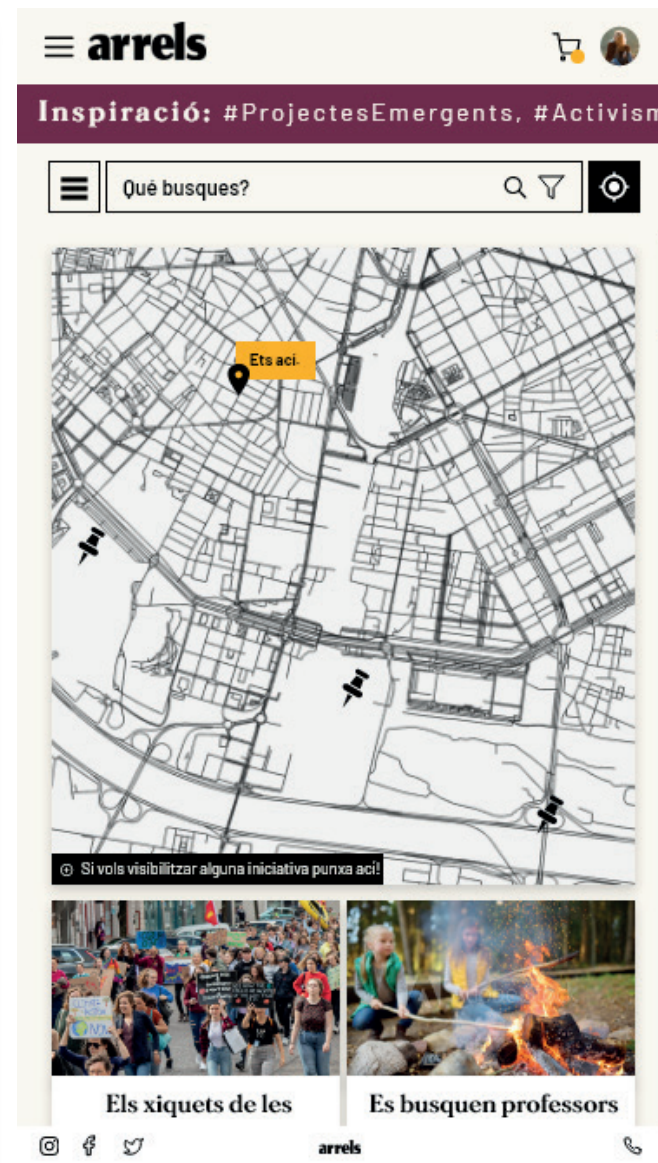 arrels
Inspiració: #ProjectesEmergents, #Activism
Qué busques?
Ets ací.
Si vols visibilitzar alguna iniciativa punxa ací!
Els xiquets de les
Es busquen professors
arrels